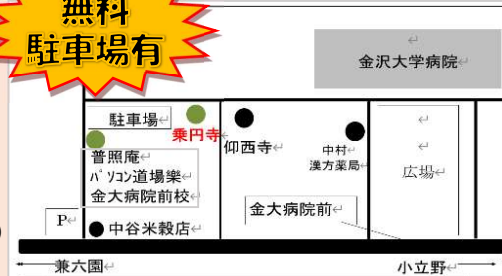 無料
駐車場有
金沢大学病院
駐車場
乗円寺
仰西寺
中村
漢方薬局
広場
普照庵
パソコン道場樂
金大病院前校
金大病院前
P
中谷米穀店
兼六園
小立野